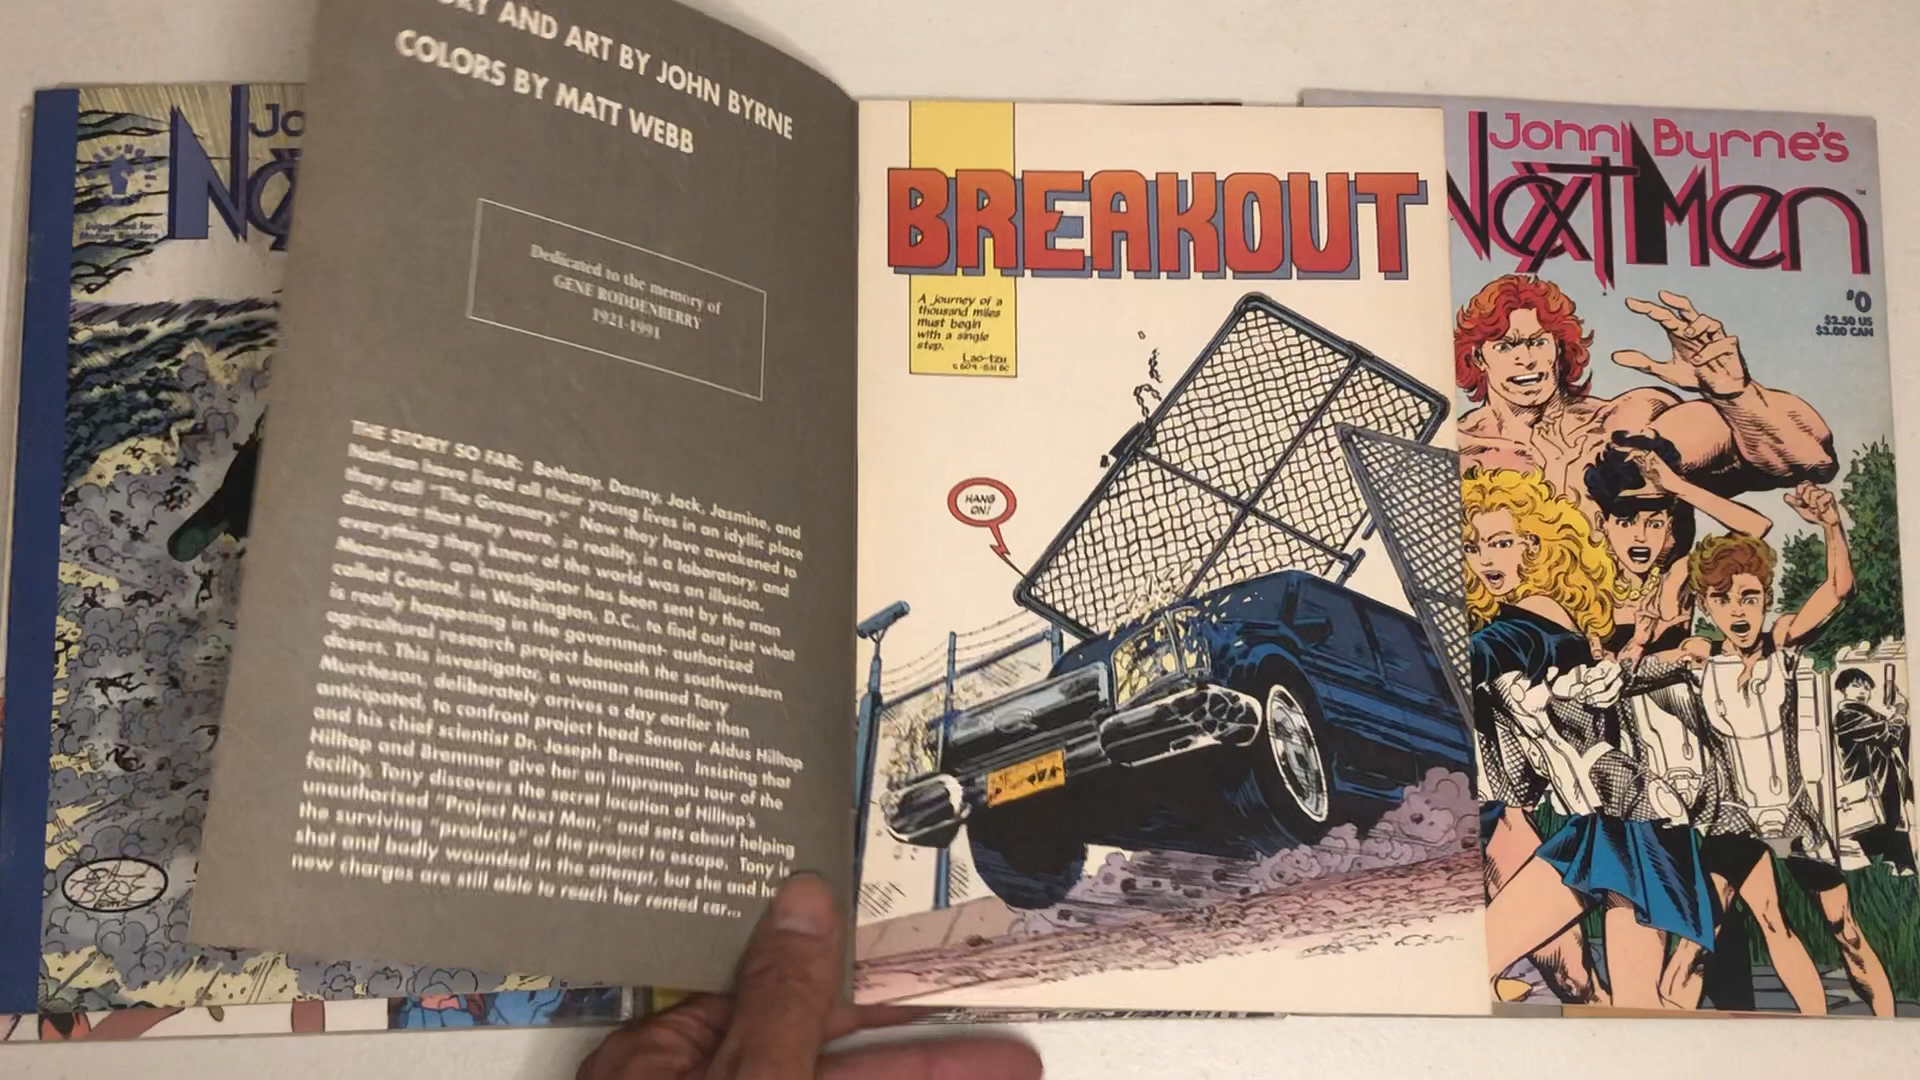 ORY AND ART BY JOHN BYRNE
COLORS BY MATT WEBB
Dedicated to the memory of
GENE RODDENBERRY
1921-1991
THE STORY SO FAR: Bethany, Danny, Jack, Jasmine, and
Nathan have lived all their young lives in an idyllic place
they call "The Greenery." Now they have awakened to
discover that they were, in reality, in a laboratory, and
everything they knew of the world was an illusion.
Meanwhile, an investigator has been sent by the man
called Control, in Washington, D.C., to find out just what
is really happening in the government- authorized
agricultural research project beneath the southwestern
desert. This investigator, a woman named Tony
Murcheson, deliberately arrives a day earlier than
anticipated, to confront project head Senator Aldus Hilltop
and his chief scientist Dr. Joseph Bremmer. Insisting that
Hilltop and Bremmer give her an impromptu tour of the
facility, Tony discovers the secret location of Hilltop's
unauthorized "Project Next Men," and sets about helping
the surviving "products" of the project to escape. Tony is
shot and badly wounded in the attempt, but she and he
new charges are still able to reach her rented car...
BREAKOUT
A journey of a
thousand miles
must begin
with a single
step.
Lao-tzu
HANG
ON!
John Byrne's
Next Men
#0
$2.50 US
$3.00 CAN
Jo